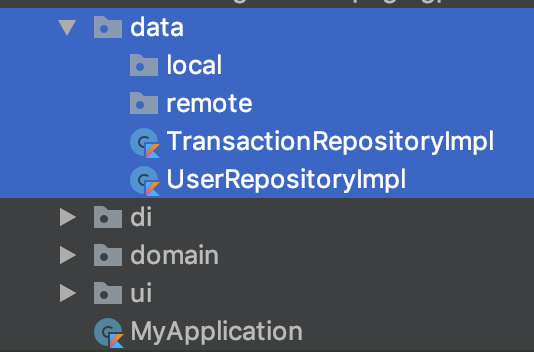 data
local
remote
TransactionRepositoryImpl
UserRepositoryImpl
di
domain
ui
MyApplication